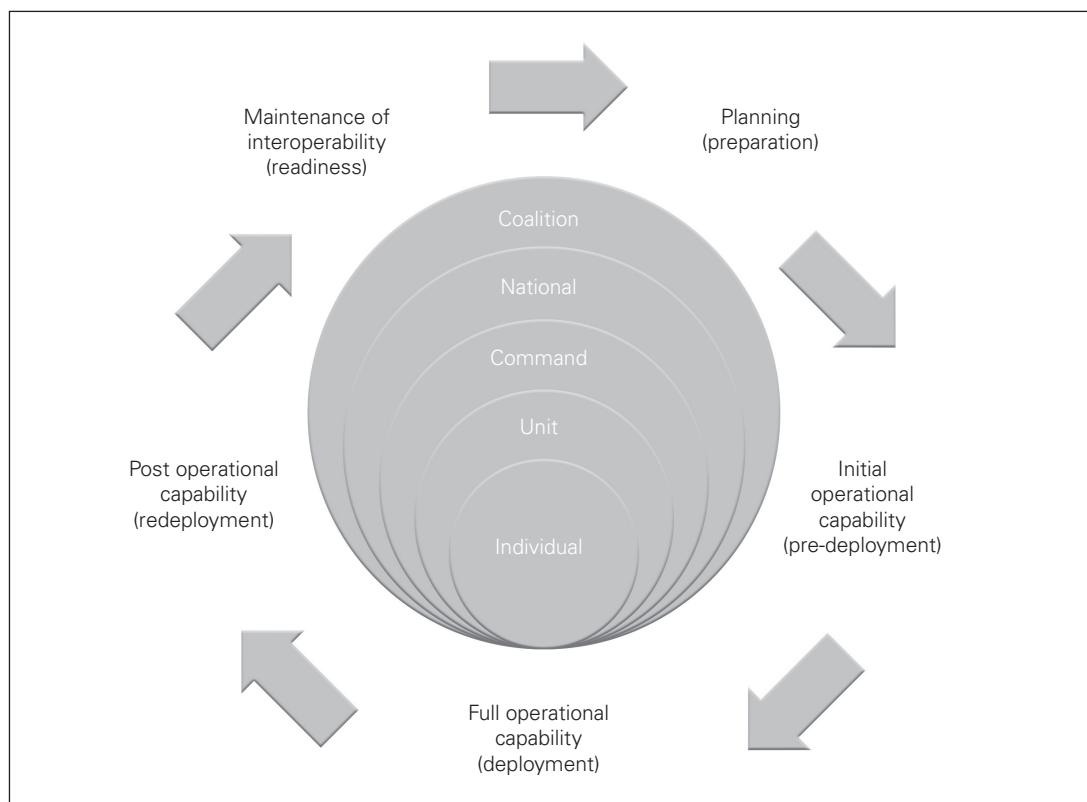 Maintenance of
interoperability
(readiness)
Planning
(preparation)
Coalition
National
Command
Unit
Individual
Post operational
capability
(redeployment)
Initial
operational
capability
(pre-deployment)
Full operational
capability
(deployment)